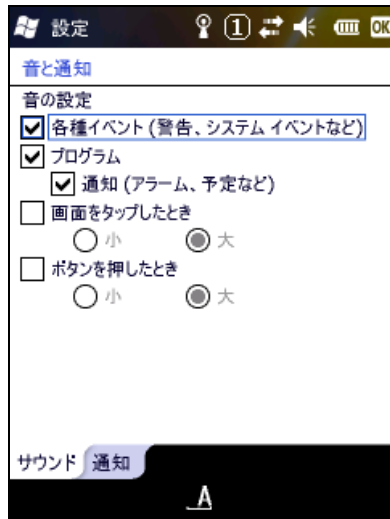 設定 1 OK
音と通知
音の設定
各種イベント (警告、システム イベントなど)
プログラム
通知 (アラーム、予定など)
画面をタップしたとき
小 大
ボタンを押したとき
小 大
サウンド 通知
A